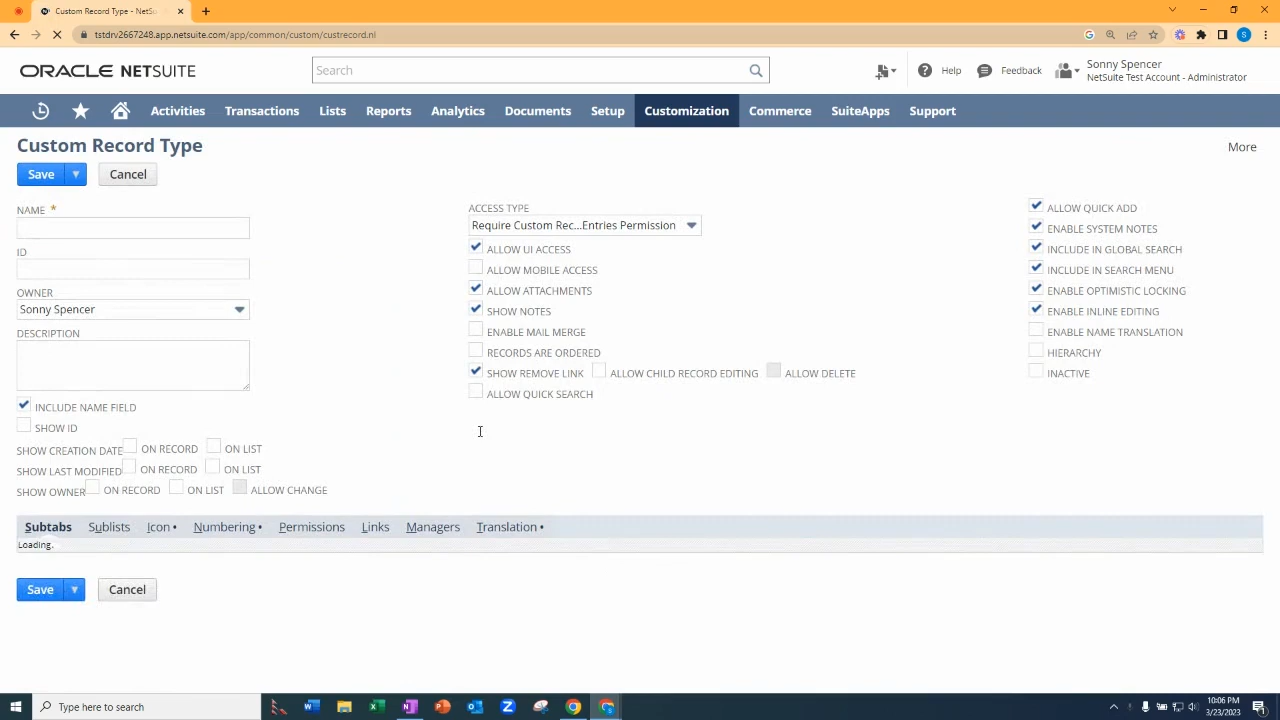 Custom Record Type - NetSu
tstdrv2667248.app.netsuite.com/app/common/custom/custrecord.nl
S
ORACLE NETSUITE
Search
Help
Feedback
Sonny Spencer
NetSuite Test Account - Administrator
Activities
Transactions
Lists
Reports
Analytics
Documents
Setup
Customization
Commerce
SuiteApps
Support
Custom Record Type
More
Save
Cancel
NAME *
ID
OWNER
Sonny Spencer
DESCRIPTION
INCLUDE NAME FIELD
SHOW ID
SHOW CREATION DATE ON RECORD ON LIST
SHOW LAST MODIFIED ON RECORD ON LIST
SHOW OWNER ON RECORD ON LIST ALLOW CHANGE
ACCESS TYPE
Require Custom Rec...Entries Permission
ALLOW UI ACCESS
ALLOW MOBILE ACCESS
ALLOW ATTACHMENTS
SHOW NOTES
ENABLE MAIL MERGE
RECORDS ARE ORDERED
SHOW REMOVE LINK ALLOW CHILD RECORD EDITING ALLOW DELETE
ALLOW QUICK SEARCH
ALLOW QUICK ADD
ENABLE SYSTEM NOTES
INCLUDE IN GLOBAL SEARCH
INCLUDE IN SEARCH MENU
ENABLE OPTIMISTIC LOCKING
ENABLE INLINE EDITING
ENABLE NAME TRANSLATION
HIERARCHY
INACTIVE
Subtabs Sublists Icon • Numbering • Permissions Links Managers Translation •
Loading.
Save
Cancel
Type here to search
10:06 PM
3/23/2023